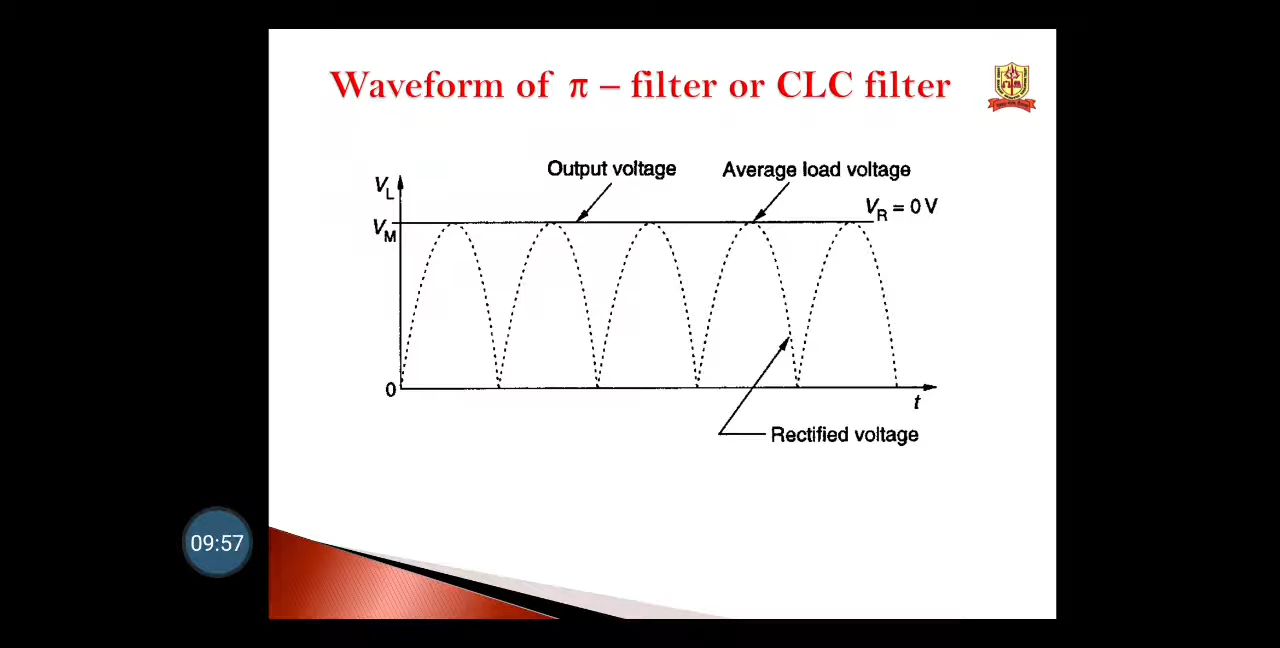 Waveform of π – filter or CLC filter
Output voltage
Average load voltage
V_L
V_R = 0 V
V_M
0
t
Rectified voltage
09:57